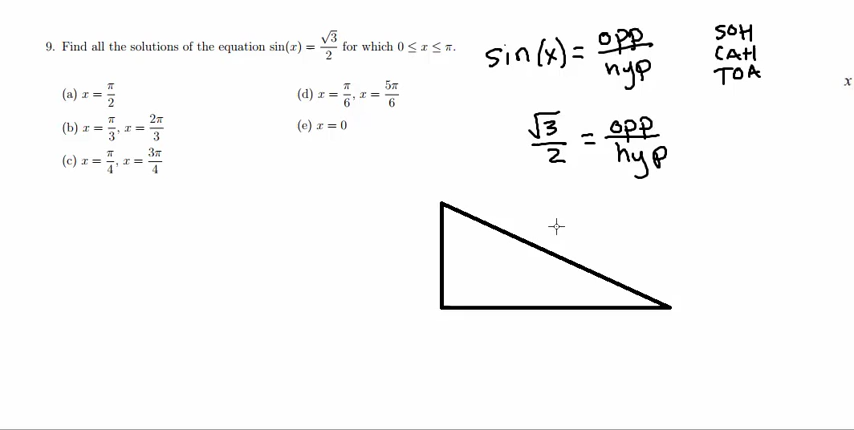 9. Find all the solutions of the equation sin(x) = √3/2 for which 0 ≤ x ≤ π.
(a) x = π/2
(b) x = π/3, x = 2π/3
(c) x = π/4, x = 3π/4
(d) x = π/6, x = 5π/6
(e) x = 0
sin(x) = opp/hyp
√3/2 = opp/hyp
SOH
CAH
TOA
x